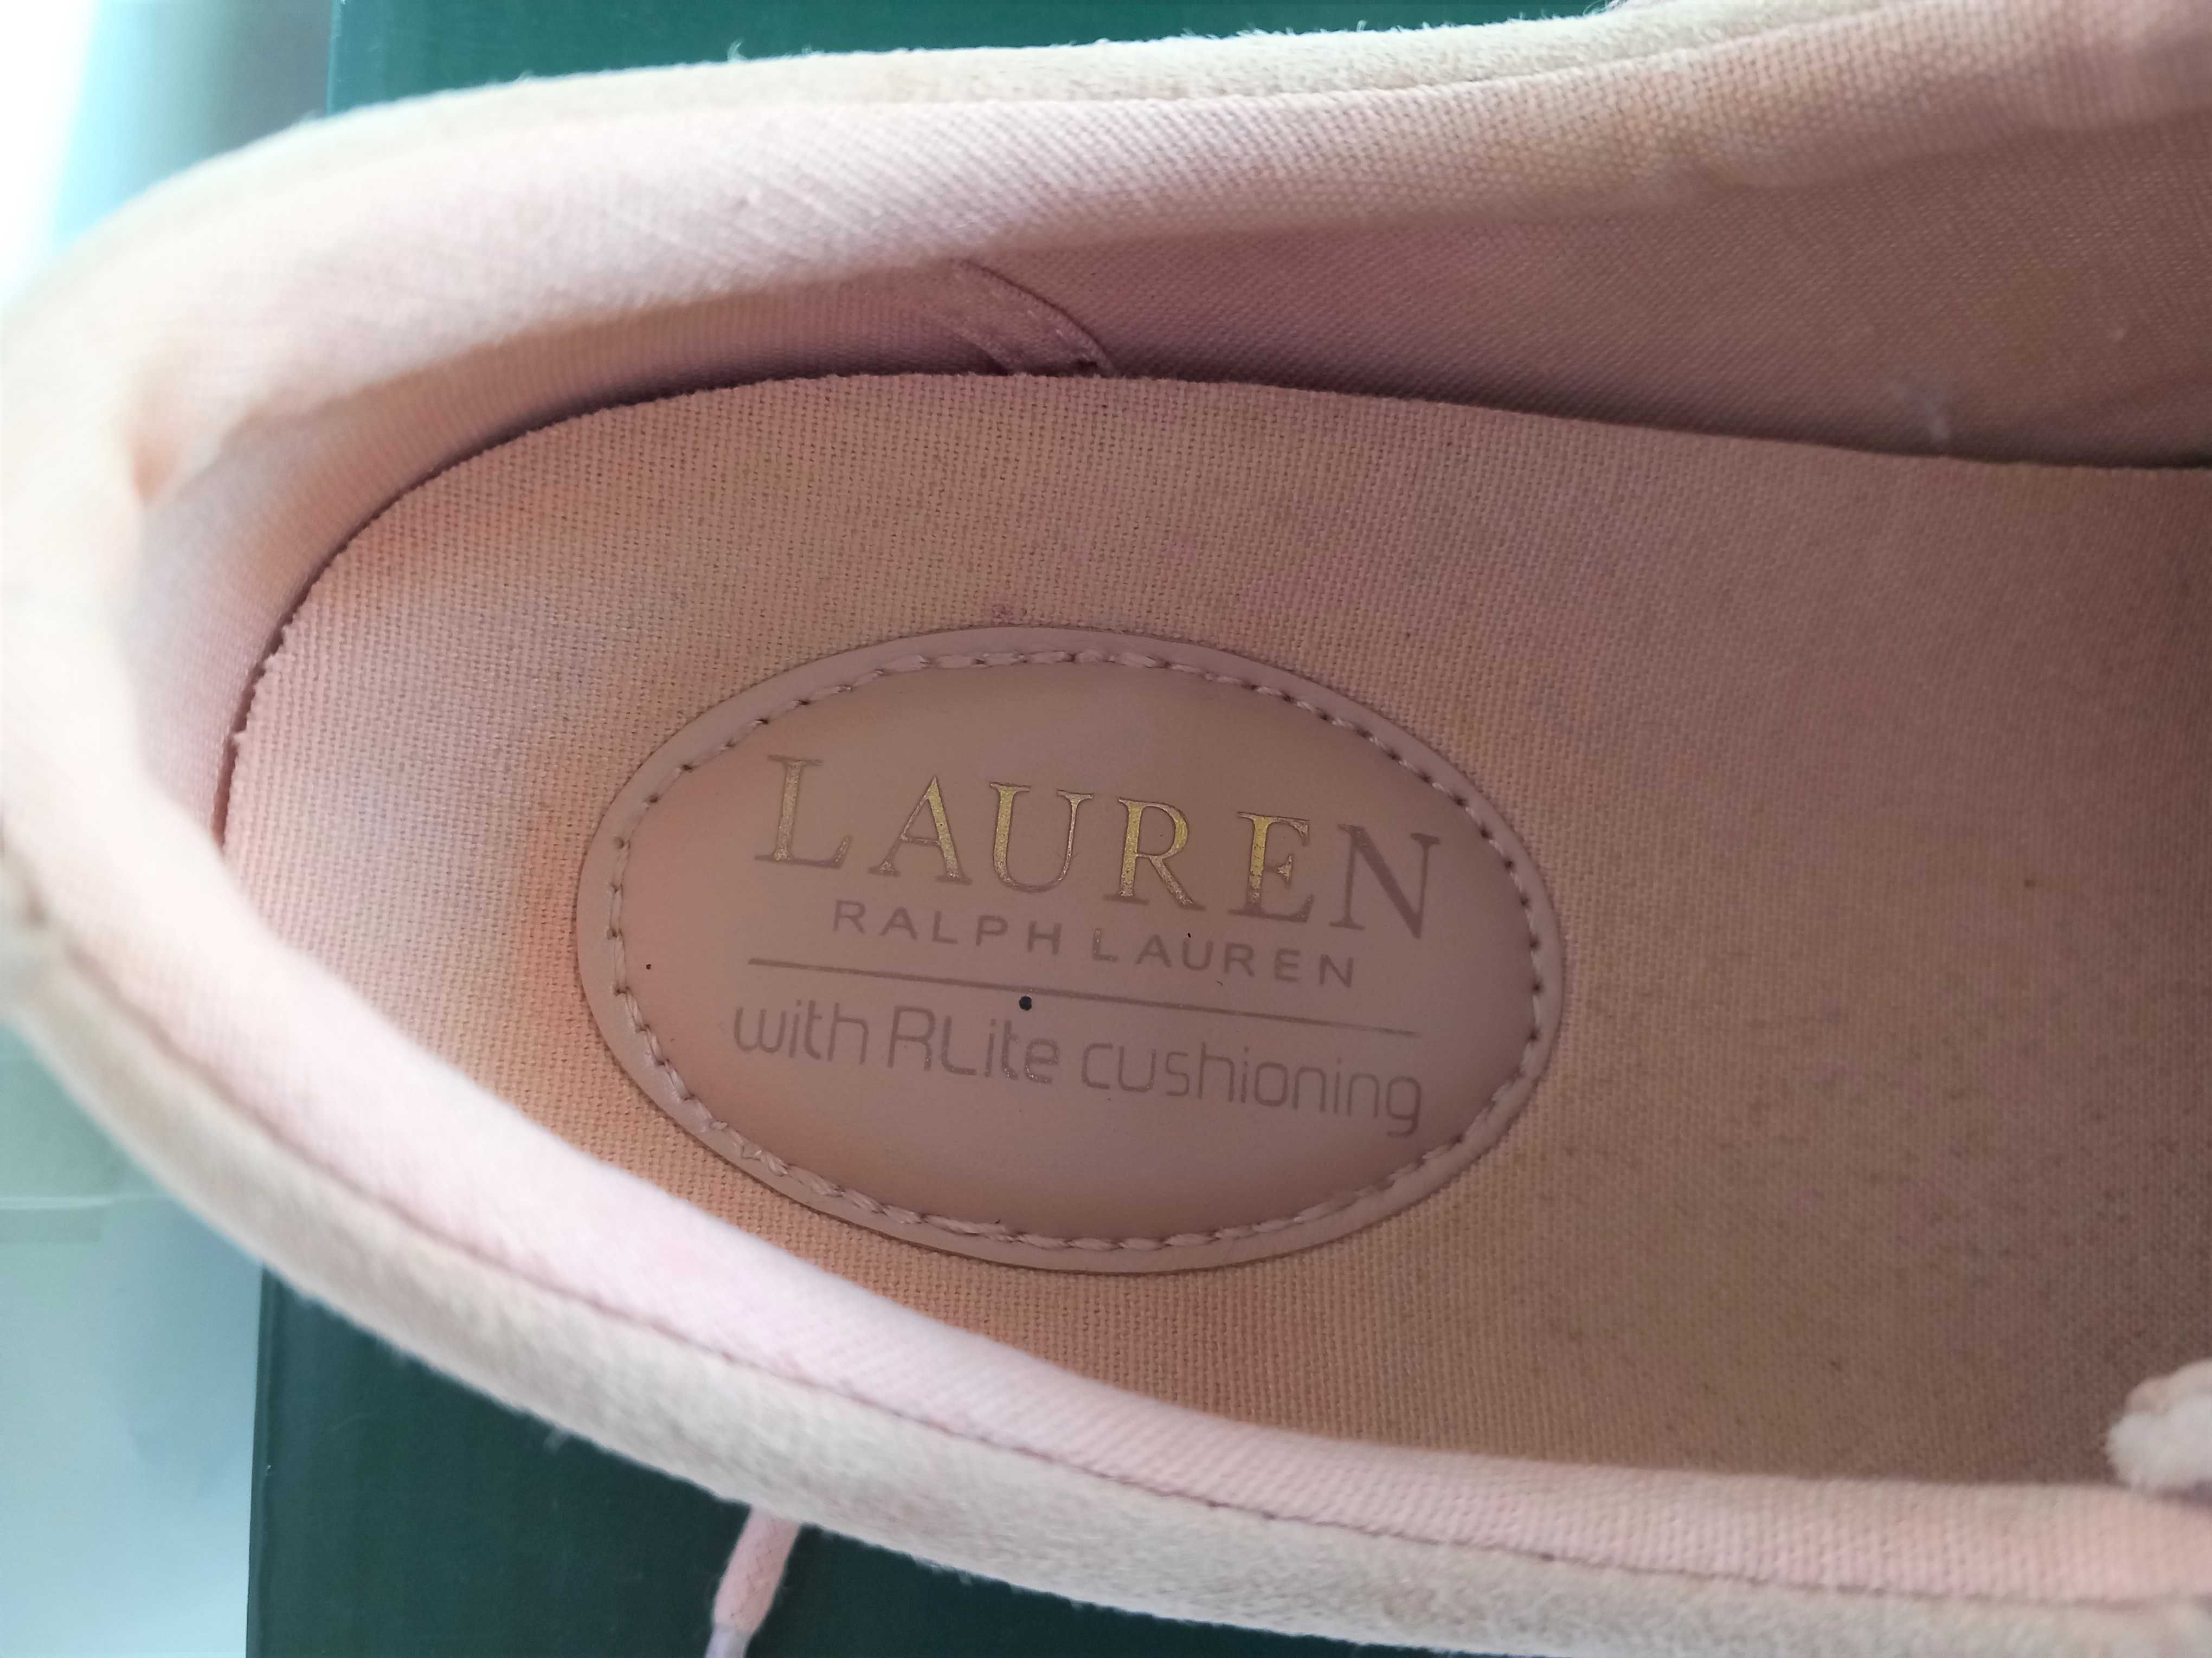 LAUREN
RALPH LAUREN
with RLite cushioning